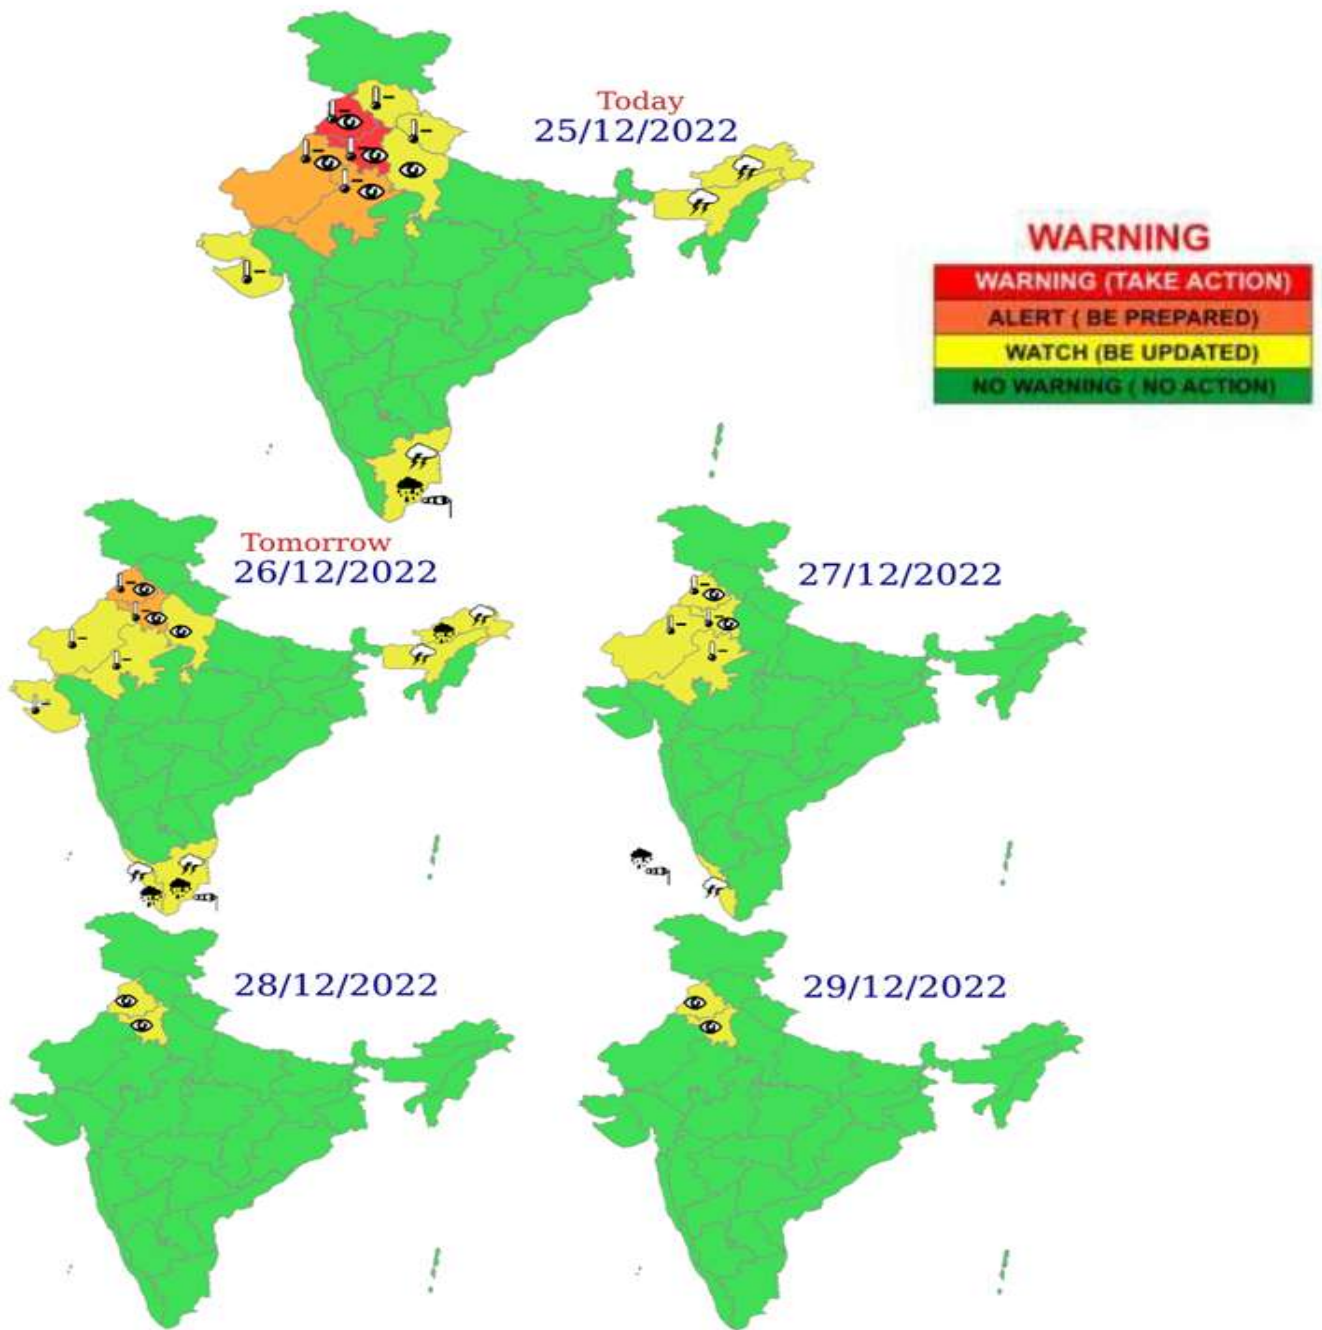 Today
25/12/2022
WARNING
WARNING (TAKE ACTION)
ALERT ( BE PREPARED)
WATCH (BE UPDATED)
NO WARNING ( NO ACTION)
Tomorrow
26/12/2022
27/12/2022
28/12/2022
29/12/2022